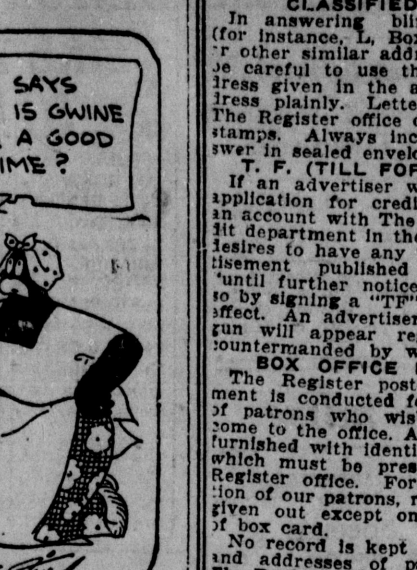 SAYS
IS GWINE
A GOOD
IME?
CLASSIFIED
In answering bli
(for instance, L, Box
r other similar addr
be careful to use th
dress given in the a
dress plainly. Lette
The Register office o
stamps. Always inc
swer in sealed envelo
T. F. (TILL FOR
If an advertiser w
application for credi
an account with The
dit department in the
desires to have any
tisement published
"until further notice
so by signing a "TF"
effect. An advertiser
gun will appear re
countermanded by w
BOX OFFICE
The Register post
ment is conducted fo
of patrons who wis
come to the office. A
furnished with identi
which must be pres
Register office. For
tion of our patrons, n
given out except on
of box card.
No record is kept
and addresses of p